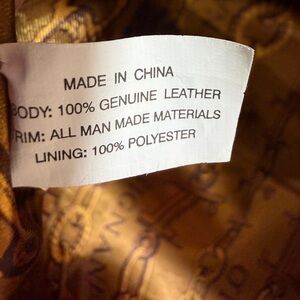 MADE IN CHINA
BODY: 100% GENUINE LEATHER
RIM: ALL MAN MADE MATERIALS
LINING: 100% POLYESTER